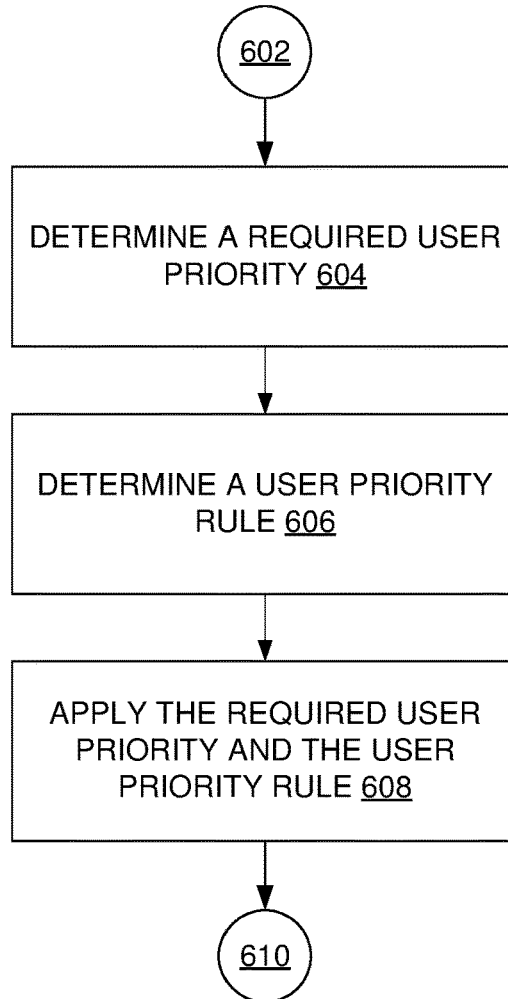 602
DETERMINE A REQUIRED USER
PRIORITY 604
DETERMINE A USER PRIORITY
RULE 606
APPLY THE REQUIRED USER
PRIORITY AND THE USER
PRIORITY RULE 608
610